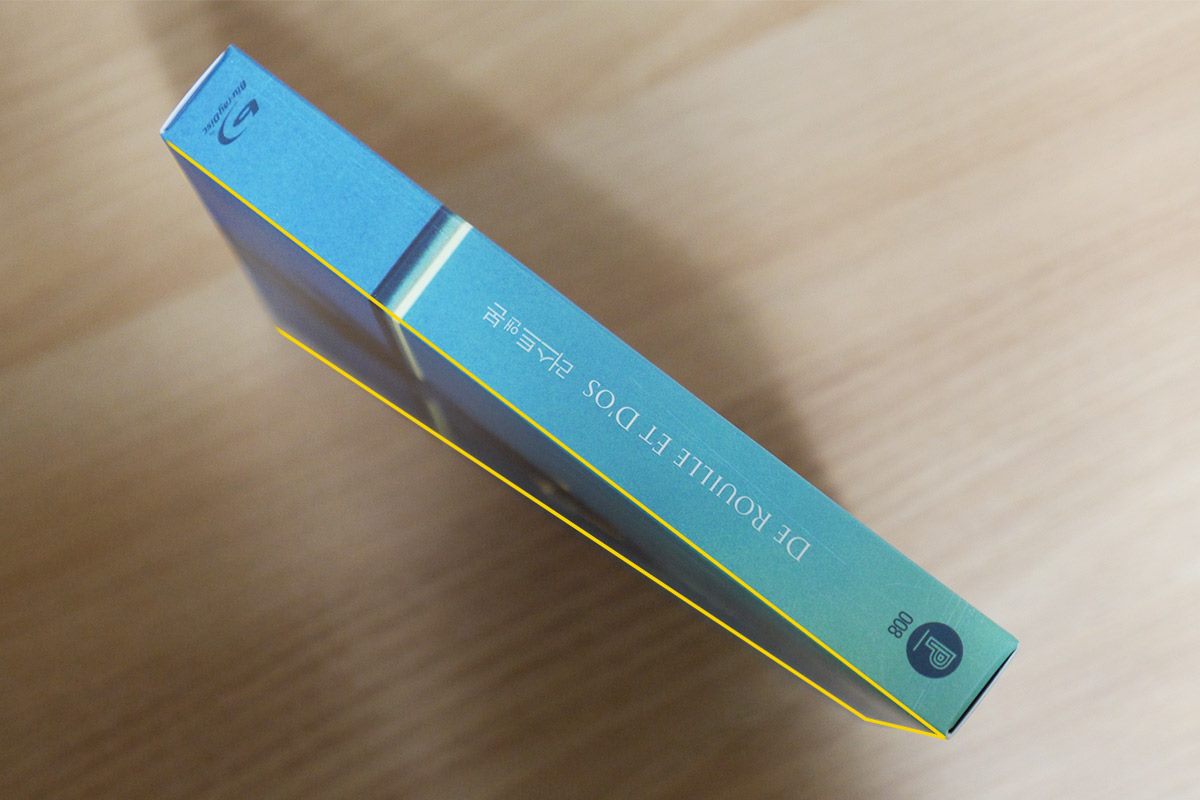 P
008
DE ROUILLE ET D'OS 러스트앤본
Blu-ray Disc